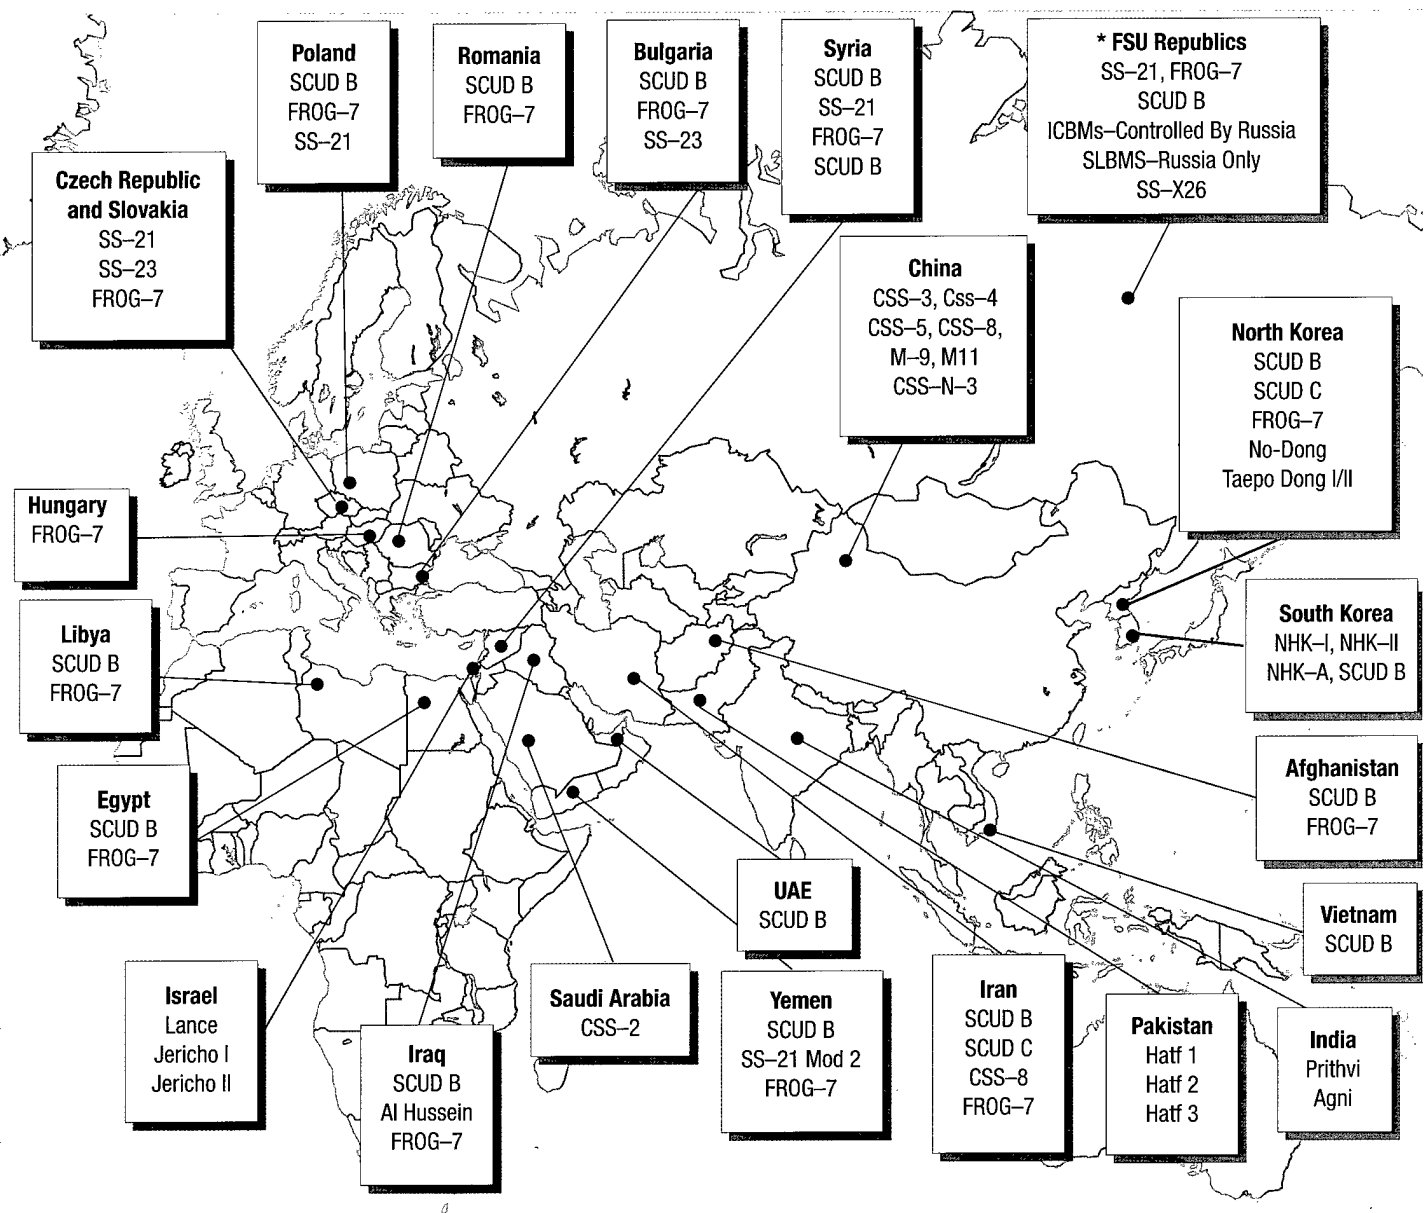 Poland
SCUD B
FROG–7
SS–21
Romania
SCUD B
FROG–7
Bulgaria
SCUD B
FROG–7
SS–23
Syria
SCUD B
SS–21
FROG–7
SCUD B
* FSU Republics
SS–21, FROG–7
SCUD B
ICBMs–Controlled By Russia
SLBMS–Russia Only
SS–X26
Czech Republic
and Slovakia
SS–21
SS–23
FROG–7
China
CSS–3, Css–4
CSS–5, CSS–8,
M–9, M11
CSS–N–3
North Korea
SCUD B
SCUD C
FROG–7
No-Dong
Taepo Dong I/II
Hungary
FROG–7
South Korea
NHK–I, NHK–II
NHK–A, SCUD B
Libya
SCUD B
FROG–7
Afghanistan
SCUD B
FROG–7
Egypt
SCUD B
FROG–7
UAE
SCUD B
Vietnam
SCUD B
Israel
Lance
Jericho I
Jericho II
Iraq
SCUD B
Al Hussein
FROG–7
Saudi Arabia
CSS–2
Yemen
SCUD B
SS–21 Mod 2
FROG–7
Iran
SCUD B
SCUD C
CSS–8
FROG–7
Pakistan
Hatf 1
Hatf 2
Hatf 3
India
Prithvi
Agni